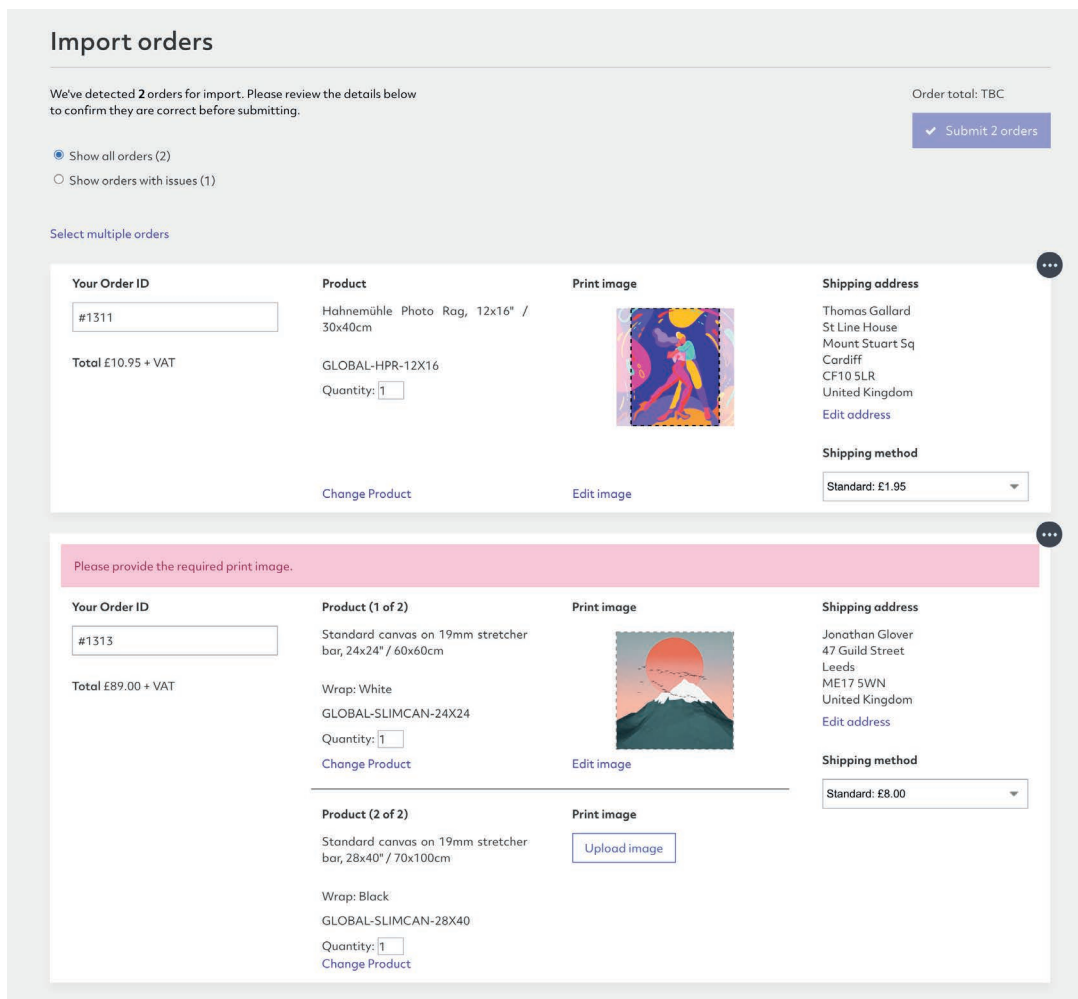 Import orders
We've detected 2 orders for import. Please review the details below
to confirm they are correct before submitting.
Order total: TBC
Submit 2 orders
Show all orders (2)
Show orders with issues (1)
Select multiple orders
Your Order ID
#1311
Total £10.95 + VAT
Product
Hahnemühle Photo Rag, 12x16" /
30x40cm
GLOBAL-HPR-12X16
Quantity: 1
Change Product
Print image
Edit image
Shipping address
Thomas Gallard
St Line House
Mount Stuart Sq
Cardiff
CF10 5LR
United Kingdom
Edit address
Shipping method
Standard: £1.95
Please provide the required print image.
Your Order ID
#1313
Total £89.00 + VAT
Product (1 of 2)
Standard canvas on 19mm stretcher
bar, 24x24" / 60x60cm
Wrap: White
GLOBAL-SLIMCAN-24X24
Quantity: 1
Change Product
Print image
Edit image
Product (2 of 2)
Standard canvas on 19mm stretcher
bar, 28x40" / 70x100cm
Wrap: Black
GLOBAL-SLIMCAN-28X40
Quantity: 1
Change Product
Print image
Upload image
Shipping address
Jonathan Glover
47 Guild Street
Leeds
ME17 5WN
United Kingdom
Edit address
Shipping method
Standard: £8.00